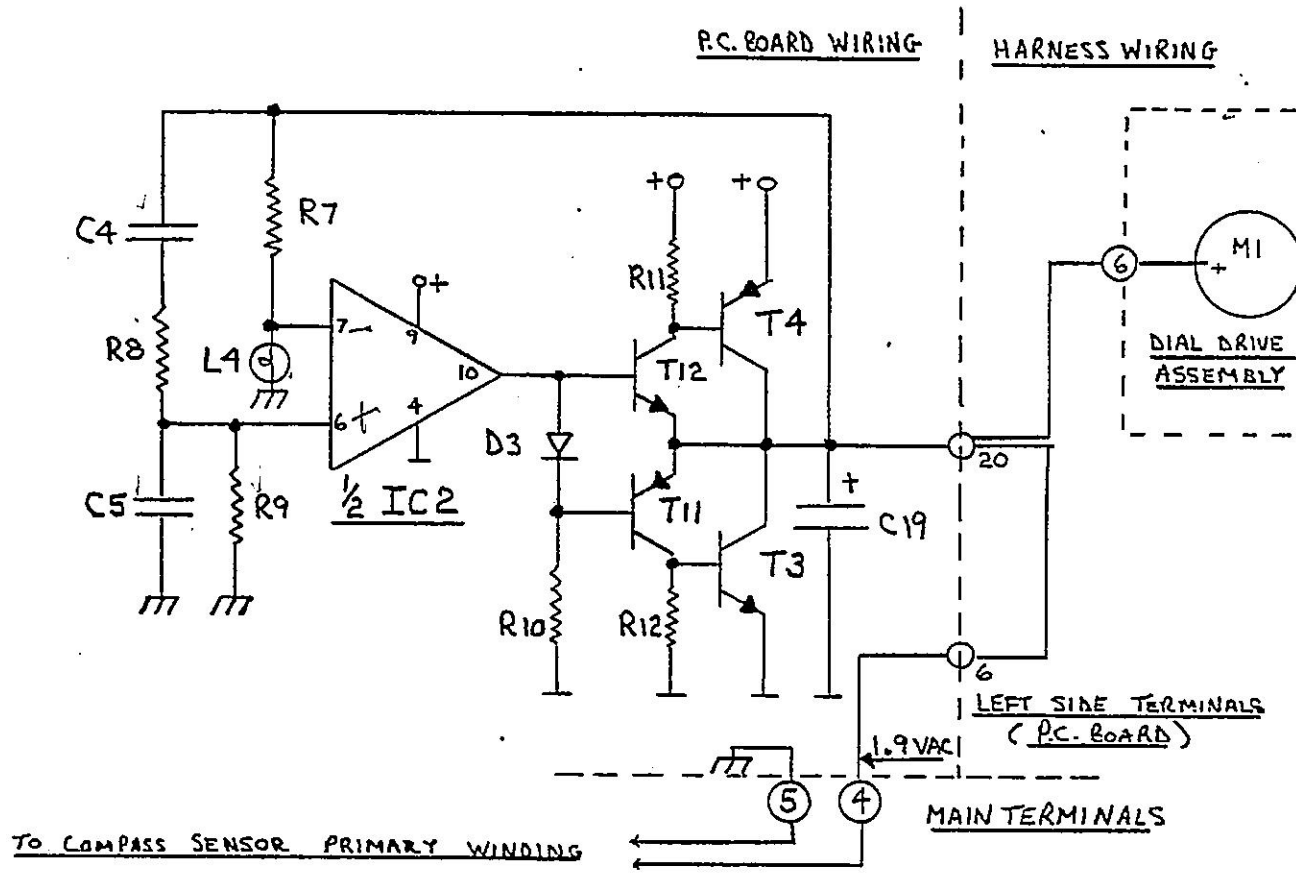 P.C. BOARD WIRING
HARNESS WIRING
C4
R7
+
+
R11
T4
6
+
M1
R8
L4
7 -
9
+
10
T12
DIAL DRIVE
ASSEMBLY
6 +
4
D3
20
C5
R9
1/2 IC2
T11
+
C19
T3
R10
R12
6
LEFT SIDE TERMINALS
(P.C. BOARD)
1.9 VAC
5
4
MAIN TERMINALS
TO COMPASS SENSOR PRIMARY WINDING